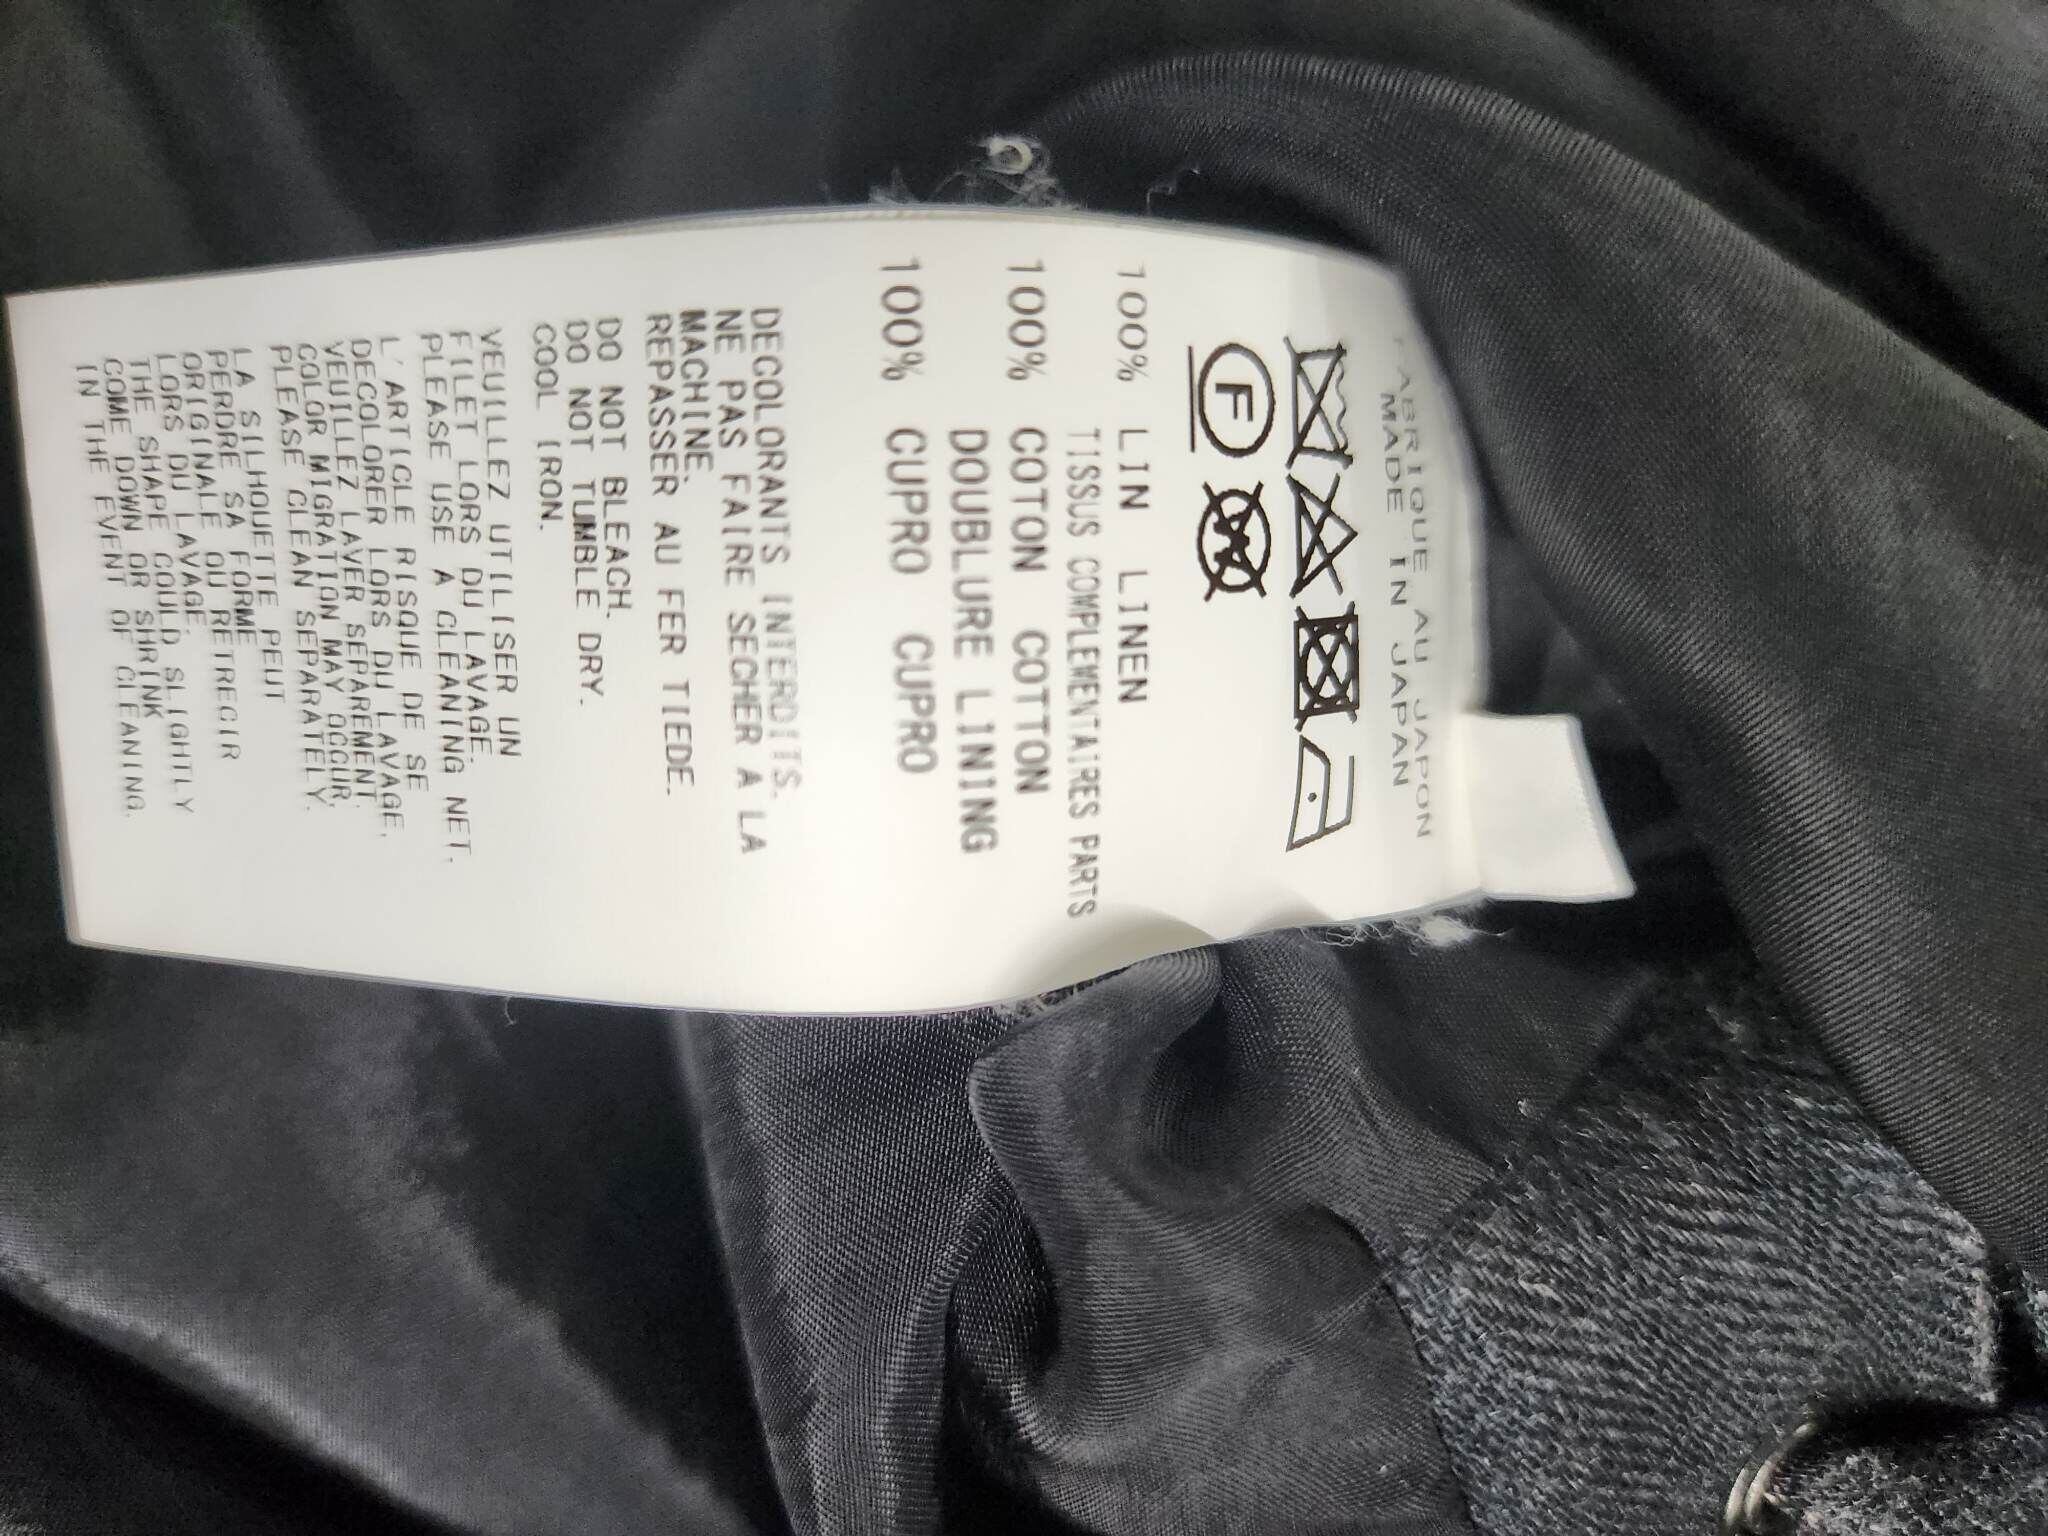 FABRIQUE AU JAPON
MADE IN JAPAN
F
W
100% LIN LINEN
TISSUS COMPLEMENTAIRES PARTS
100% COTON COTTON
DOUBLURE LINING
100% CUPRO CUPRO
DECOLORANTS INTERDITS.
NE PAS FAIRE SECHER A LA
MACHINE.
REPASSER AU FER TIEDE.
DO NOT BLEACH.
DO NOT TUMBLE DRY.
COOL IRON.
VEUILLEZ UTILISER UN
FILET LORS DU LAVAGE.
PLEASE USE A CLEANING NET.
L'ARTICLE RISQUE DE SE
DECOLORER LORS DU LAVAGE.
VEUILLEZ LAVER SEPAREMENT.
COLOR MIGRATION MAY OCCUR,
PLEASE CLEAN SEPARATELY.
LA SILHOUETTE PEUT
PERDRE SA FORME
ORIGINALE OU RETRECIR
LORS DU LAVAGE.
THE SHAPE COULD SLIGHTLY
COME DOWN OR SHRINK
IN THE EVENT OF CLEANING.